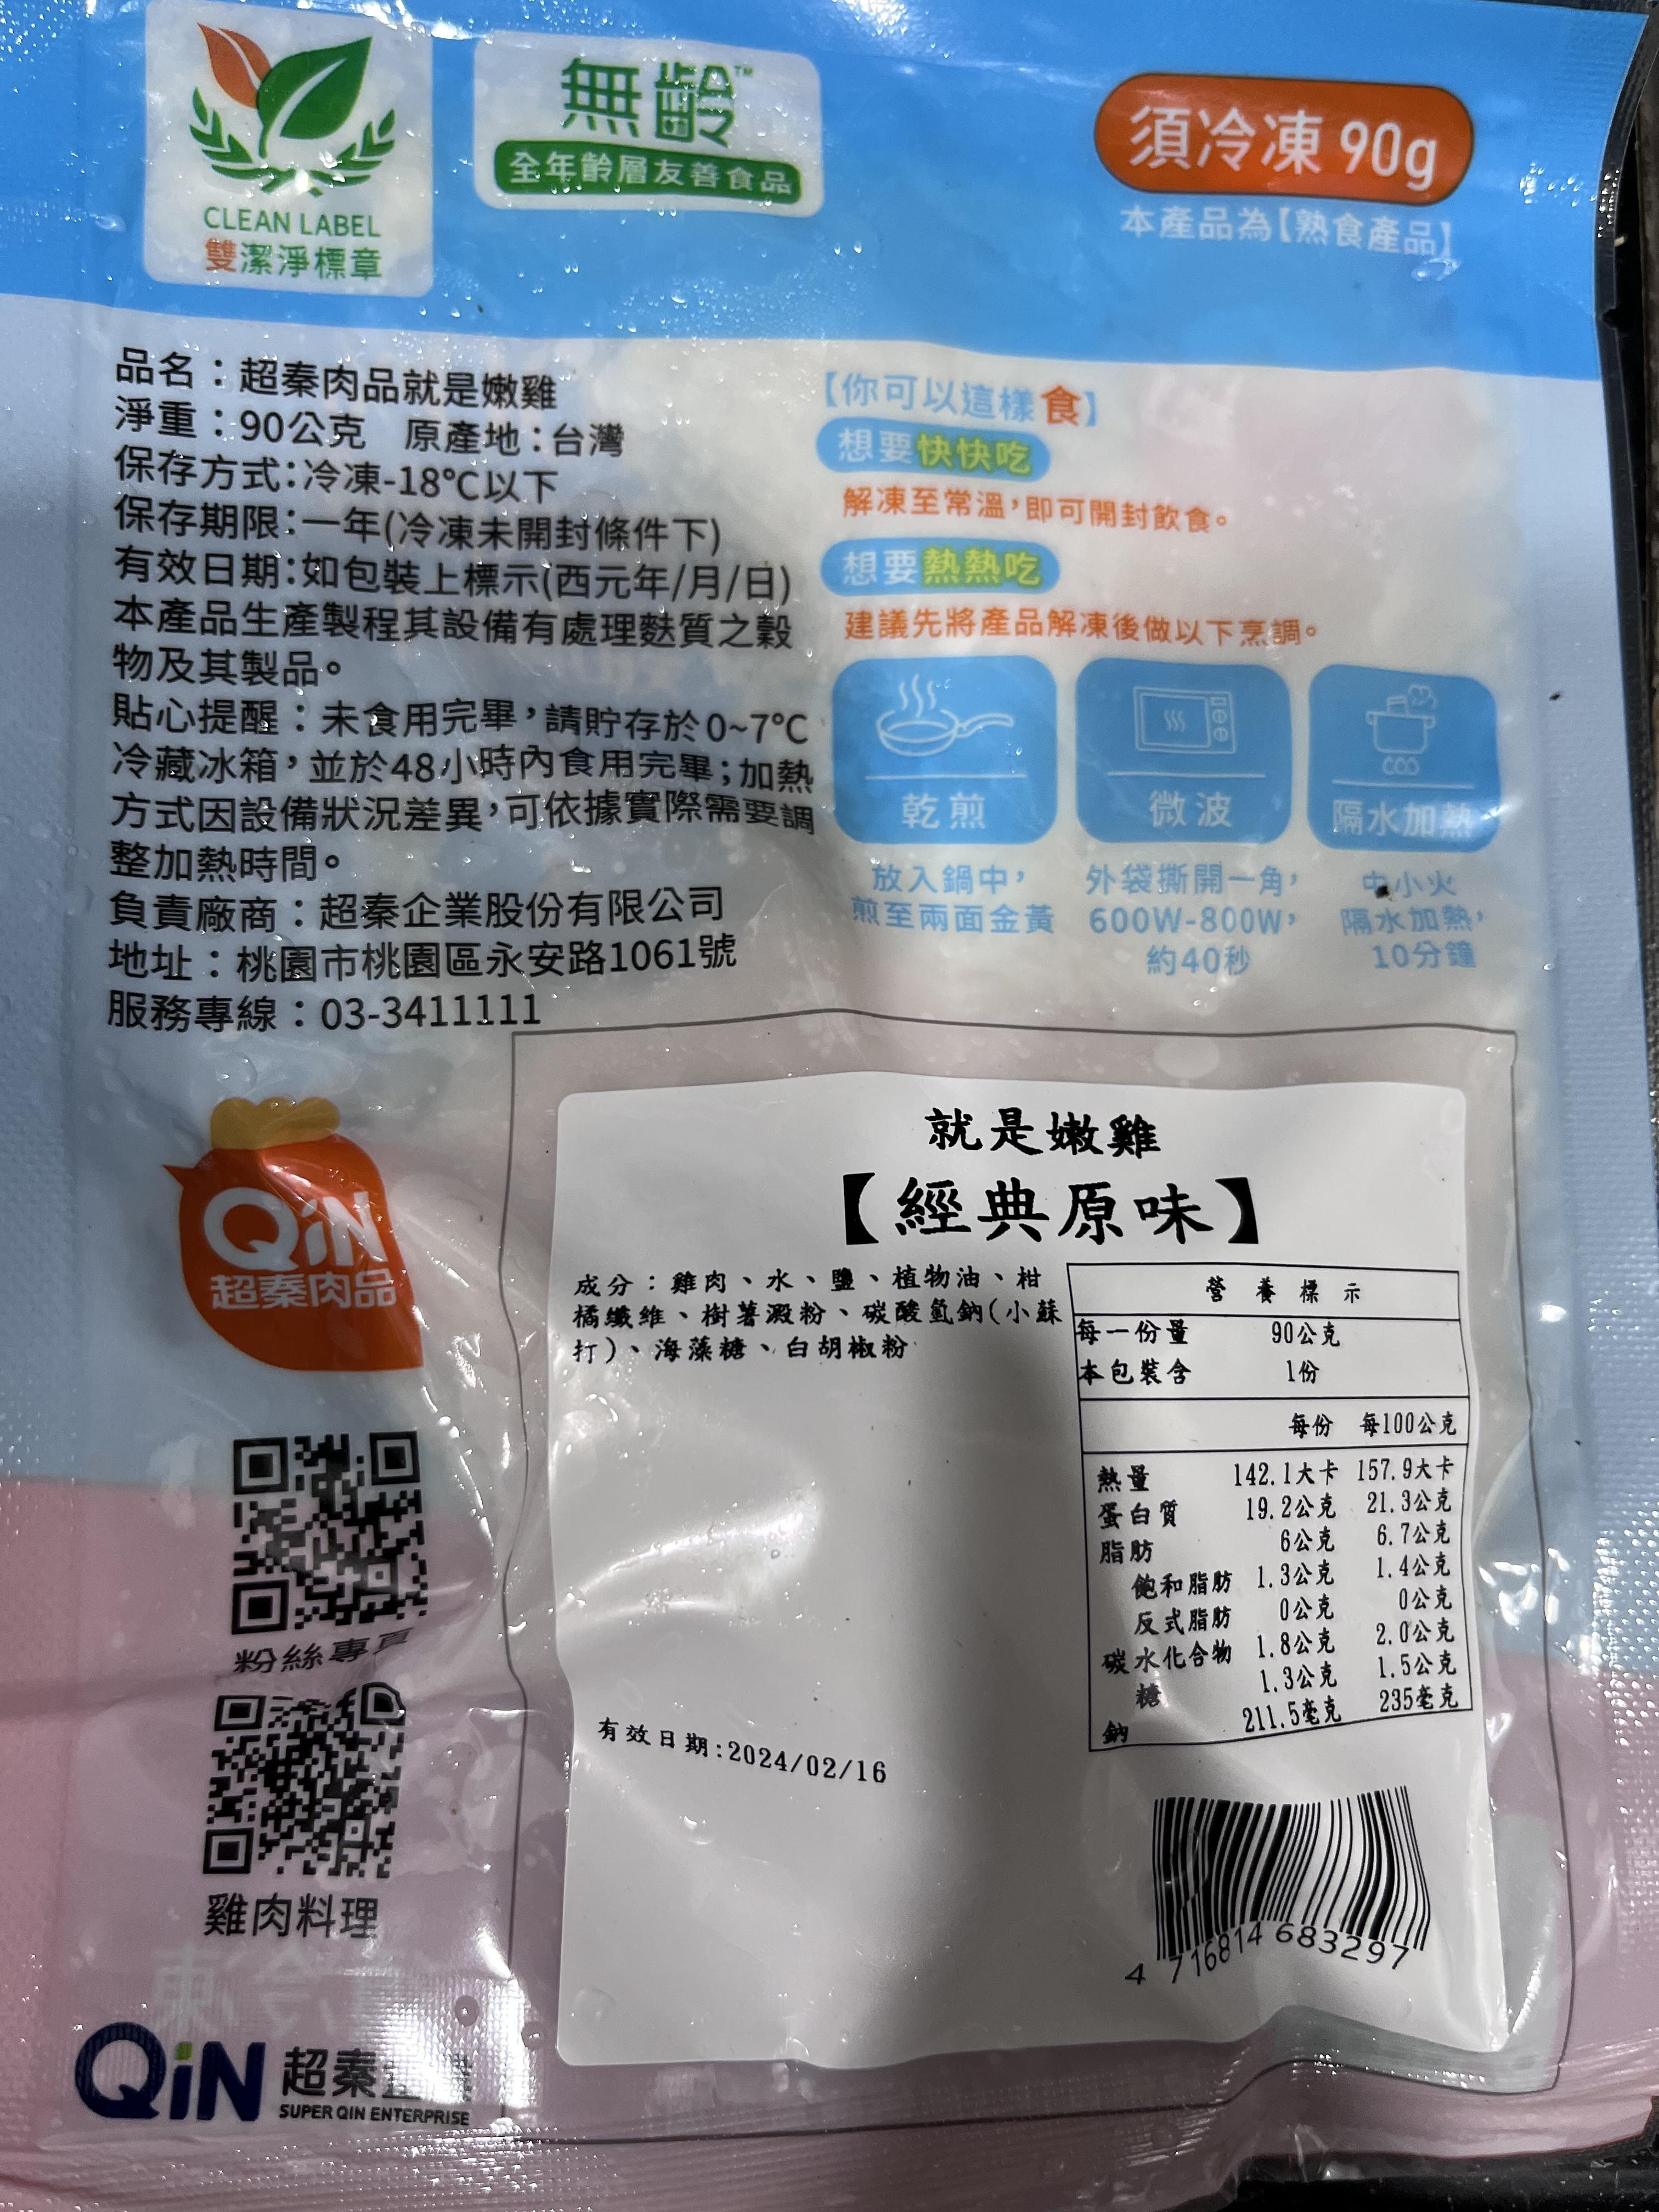 CLEAN LABEL
雙潔淨標章
無齡™
全年齡層友善食品
須冷凍 90g
本產品為【熟食產品】
品名：超秦肉品就是嫩雞
淨重：90公克 原產地：台灣
保存方式：冷凍-18℃以下
保存期限：一年(冷凍未開封條件下)
有效日期：如包裝上標示(西元年/月/日)
本產品生產製程其設備有處理麩質之穀
物及其製品。
貼心提醒：未食用完畢，請貯存於0~7℃
冷藏冰箱，並於48小時內食用完畢；加熱
方式因設備狀況差異，可依據實際需要調
整加熱時間。
負責廠商：超秦企業股份有限公司
地址：桃園市桃園區永安路1061號
服務專線：03-3411111
【你可以這樣食】
想要快快吃
解凍至常溫，即可開封飲食。
想要熱熱吃
建議先將產品解凍後做以下烹調。
乾煎
放入鍋中，
煎至兩面金黃
微波
外袋撕開一角，
600W-800W，
約40秒
隔水加熱
中小火
隔水加熱，
10分鐘
QiN
超秦肉品
粉絲專頁
雞肉料理
QiN 超秦企業
SUPER QIN ENTERPRISE
就是嫩雞
【經典原味】
成分：雞肉、水、鹽、植物油、柑
橘纖維、樹薯澱粉、碳酸氫鈉(小蘇
打)、海藻糖、白胡椒粉
有效日期:2024/02/16
營養標示
每一份量 90公克
本包裝含 1份
每份 每100公克
熱量 142.1大卡 157.9大卡
蛋白質 19.2公克 21.3公克
脂肪 6公克 6.7公克
飽和脂肪 1.3公克 1.4公克
反式脂肪 0公克 0公克
碳水化合物 1.8公克 2.0公克
糖 1.3公克 1.5公克
鈉 211.5毫克 235毫克
4 716814 683297